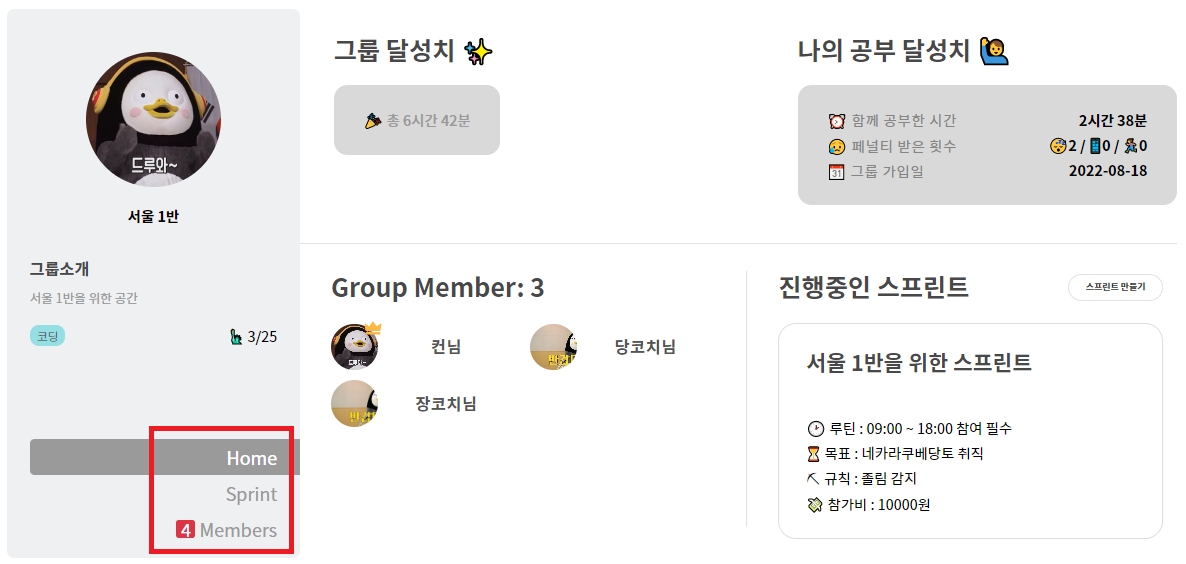 드루와~
서울 1반
그룹소개
서울 1반을 위한 공간
코딩
3/25
Home
Sprint
4 Members
그룹 달성치
총 6시간 42분
나의 공부 달성치
함께 공부한 시간 2시간 38분
페널티 받은 횟수 2 / 0 / 0
그룹 가입일 2022-08-18
Group Member: 3
컨님
당코치님
장코치님
진행중인 스프린트
스프린트 만들기
서울 1반을 위한 스프린트
루틴 : 09:00 ~ 18:00 참여 필수
목표 : 네카라쿠베당토 취직
규칙 : 졸림 감지
참가비 : 10000원